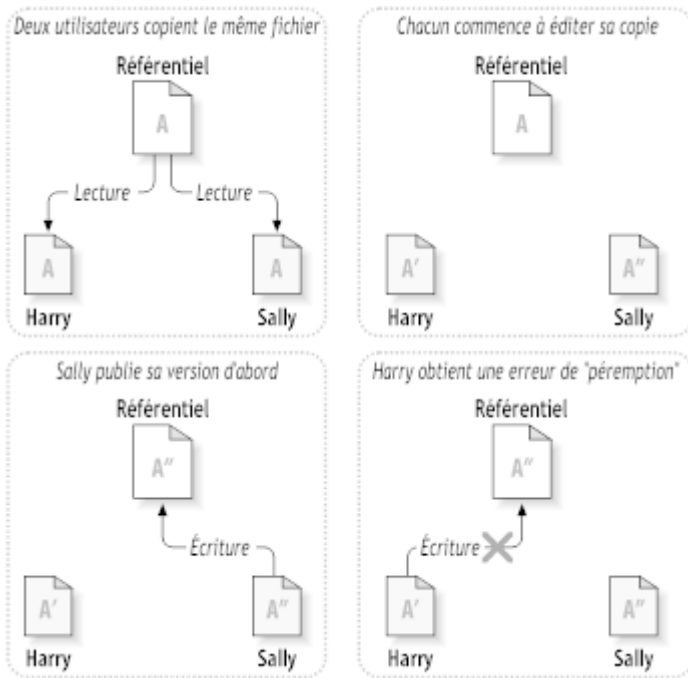 Deux utilisateurs copient le même fichier
Référentiel
A
Lecture
Lecture
A
A
Harry
Sally
Chacun commence à éditer sa copie
Référentiel
A
A'
A"
Harry
Sally
Sally publie sa version d'abord
Référentiel
A"
Écriture
A'
A"
Harry
Sally
Harry obtient une erreur de "péremption"
Référentiel
A"
Écriture
A'
A"
Harry
Sally